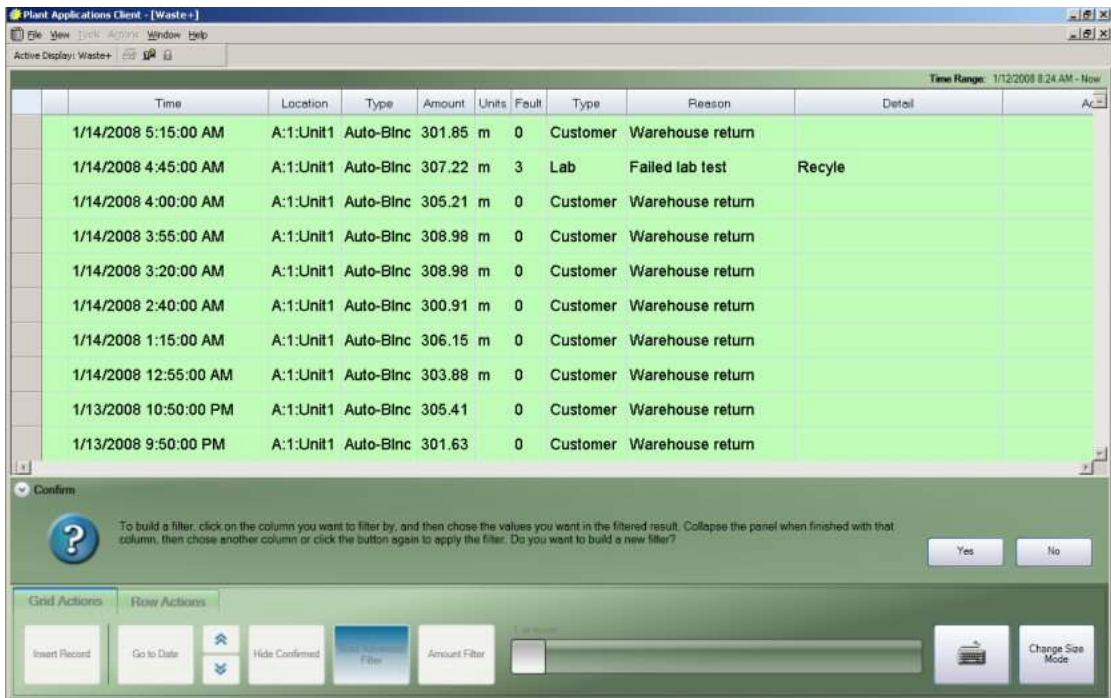 Plant Applications Client - [Waste+]
File View Tools Actions Window Help
Active Display: Waste+
Time Range: 1/12/2008 8:24 AM - Now
Time Location Type Amount Units Fault Type Reason Detail
1/14/2008 5:15:00 AM A:1:Unit1 Auto-Blnc 301.85 m 0 Customer Warehouse return
1/14/2008 4:45:00 AM A:1:Unit1 Auto-Blnc 307.22 m 3 Lab Failed lab test Recyle
1/14/2008 4:00:00 AM A:1:Unit1 Auto-Blnc 305.21 m 0 Customer Warehouse return
1/14/2008 3:55:00 AM A:1:Unit1 Auto-Blnc 308.98 m 0 Customer Warehouse return
1/14/2008 3:20:00 AM A:1:Unit1 Auto-Blnc 308.98 m 0 Customer Warehouse return
1/14/2008 2:40:00 AM A:1:Unit1 Auto-Blnc 300.91 m 0 Customer Warehouse return
1/14/2008 1:15:00 AM A:1:Unit1 Auto-Blnc 306.15 m 0 Customer Warehouse return
1/14/2008 12:55:00 AM A:1:Unit1 Auto-Blnc 303.88 m 0 Customer Warehouse return
1/13/2008 10:50:00 PM A:1:Unit1 Auto-Blnc 305.41 0 Customer Warehouse return
1/13/2008 9:50:00 PM A:1:Unit1 Auto-Blnc 301.63 0 Customer Warehouse return
Confirm
To build a filter, click on the column you want to filter by, and then chose the values you want in the filtered result. Collapse the panel when finished with that
column, then chose another column or click the button again to apply the filter. Do you want to build a new filter?
Yes No
Grid Actions Row Actions
Insert Record Go to Date Hide Confirmed Filter Amount Filter Change Size
Mode